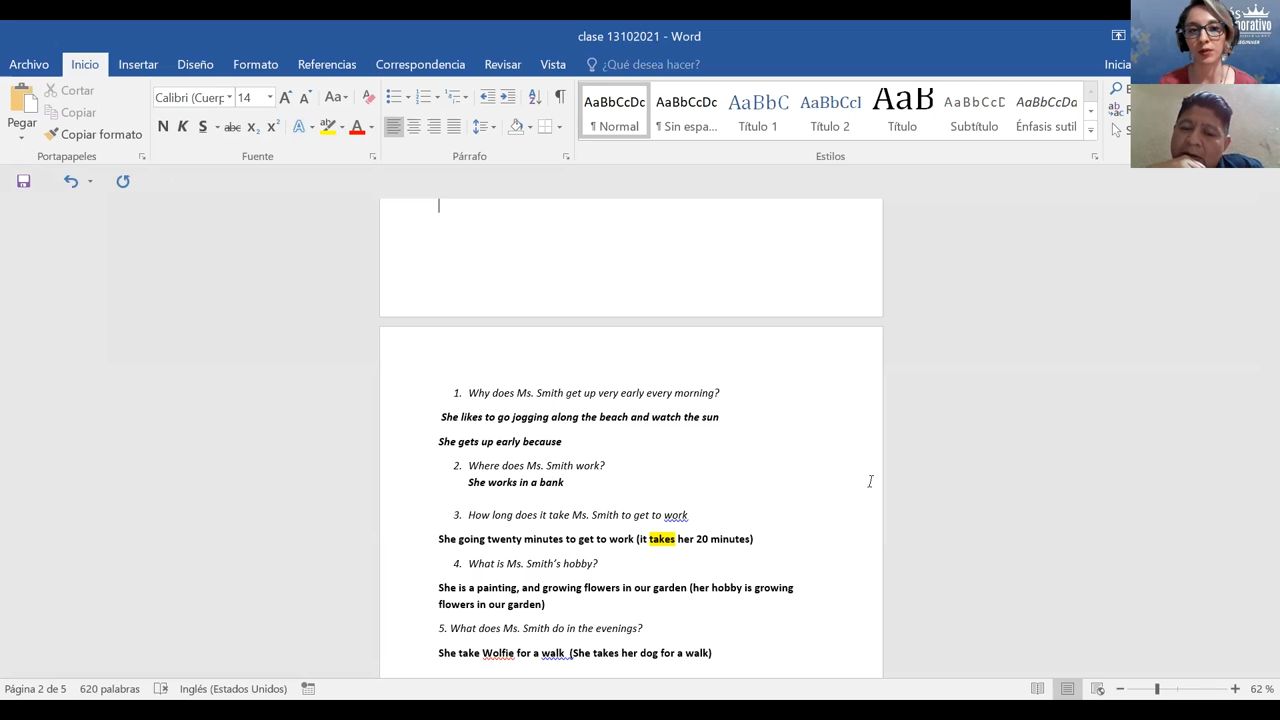 clase 13102021 - Word
Archivo Inicio Insertar Diseño Formato Referencias Correspondencia Revisar Vista ¿Qué desea hacer? Inicia
Pegar
Cortar
Copiar
Copiar formato
Portapapeles
Calibri (Cuerp 14
N K S abc x₂ x²
Fuente
Párrafo
AaBbCcDc AaBbCcDc AaBbC AaBbCcI AaB AaBbCcD AaBbCcDa
¶ Normal ¶ Sin espa... Título 1 Título 2 Título Subtítulo Énfasis sutil
Estilos
BEGINNER
1. Why does Ms. Smith get up very early every morning?
She likes to go jogging along the beach and watch the sun
She gets up early because
2. Where does Ms. Smith work?
She works in a bank
3. How long does it take Ms. Smith to get to work
She going twenty minutes to get to work (it takes her 20 minutes)
4. What is Ms. Smith's hobby?
She is a painting, and growing flowers in our garden (her hobby is growing
flowers in our garden)
5. What does Ms. Smith do in the evenings?
She take Wolfie for a walk (She takes her dog for a walk)
Página 2 de 5 620 palabras Inglés (Estados Unidos) 62 %